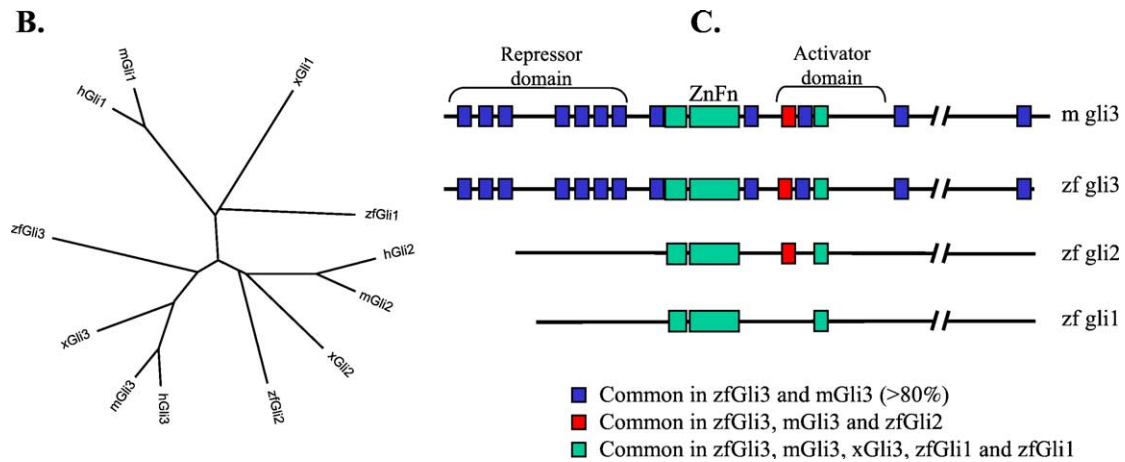 B.
mGli1
hGli1
xGli1
zfGli1
zfGli3
hGli2
mGli2
xGli3
xGli2
mGli3
hGli3
zfGli2
C.
Repressor
domain
Activator
domain
ZnFn
m gli3
zf gli3
zf gli2
zf gli1
Common in zfGli3 and mGli3 (>80%)
Common in zfGli3, mGli3 and zfGli2
Common in zfGli3, mGli3, xGli3, zfGli1 and zfGli1